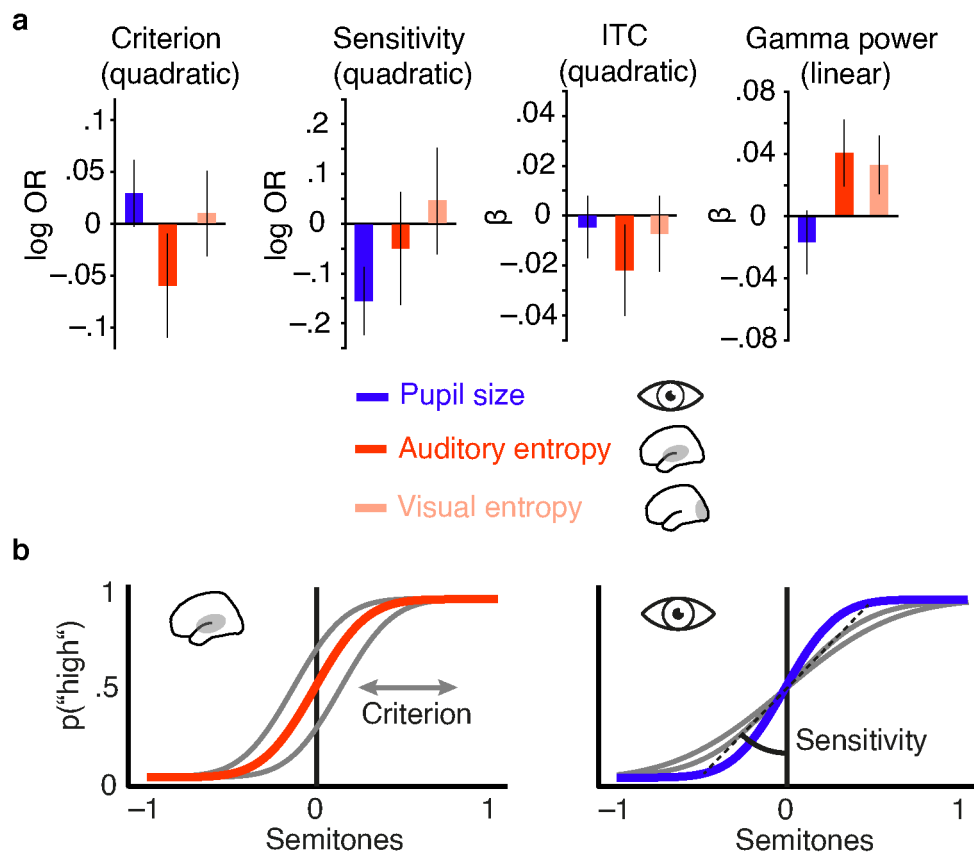 a
Criterion
(quadratic)
log OR
.1
.05
0
–.05
–.1
Sensitivity
(quadratic)
log OR
.2
.1
0
–.1
–.2
ITC
(quadratic)
β
.04
.02
0
–.02
–.04
Gamma power
(linear)
β
.08
.04
0
–.04
–.08
Pupil size
Auditory entropy
Visual entropy
b
p(“high“)
1
.5
0
Criterion
–1 0 1
Semitones
Sensitivity
–1 0 1
Semitones